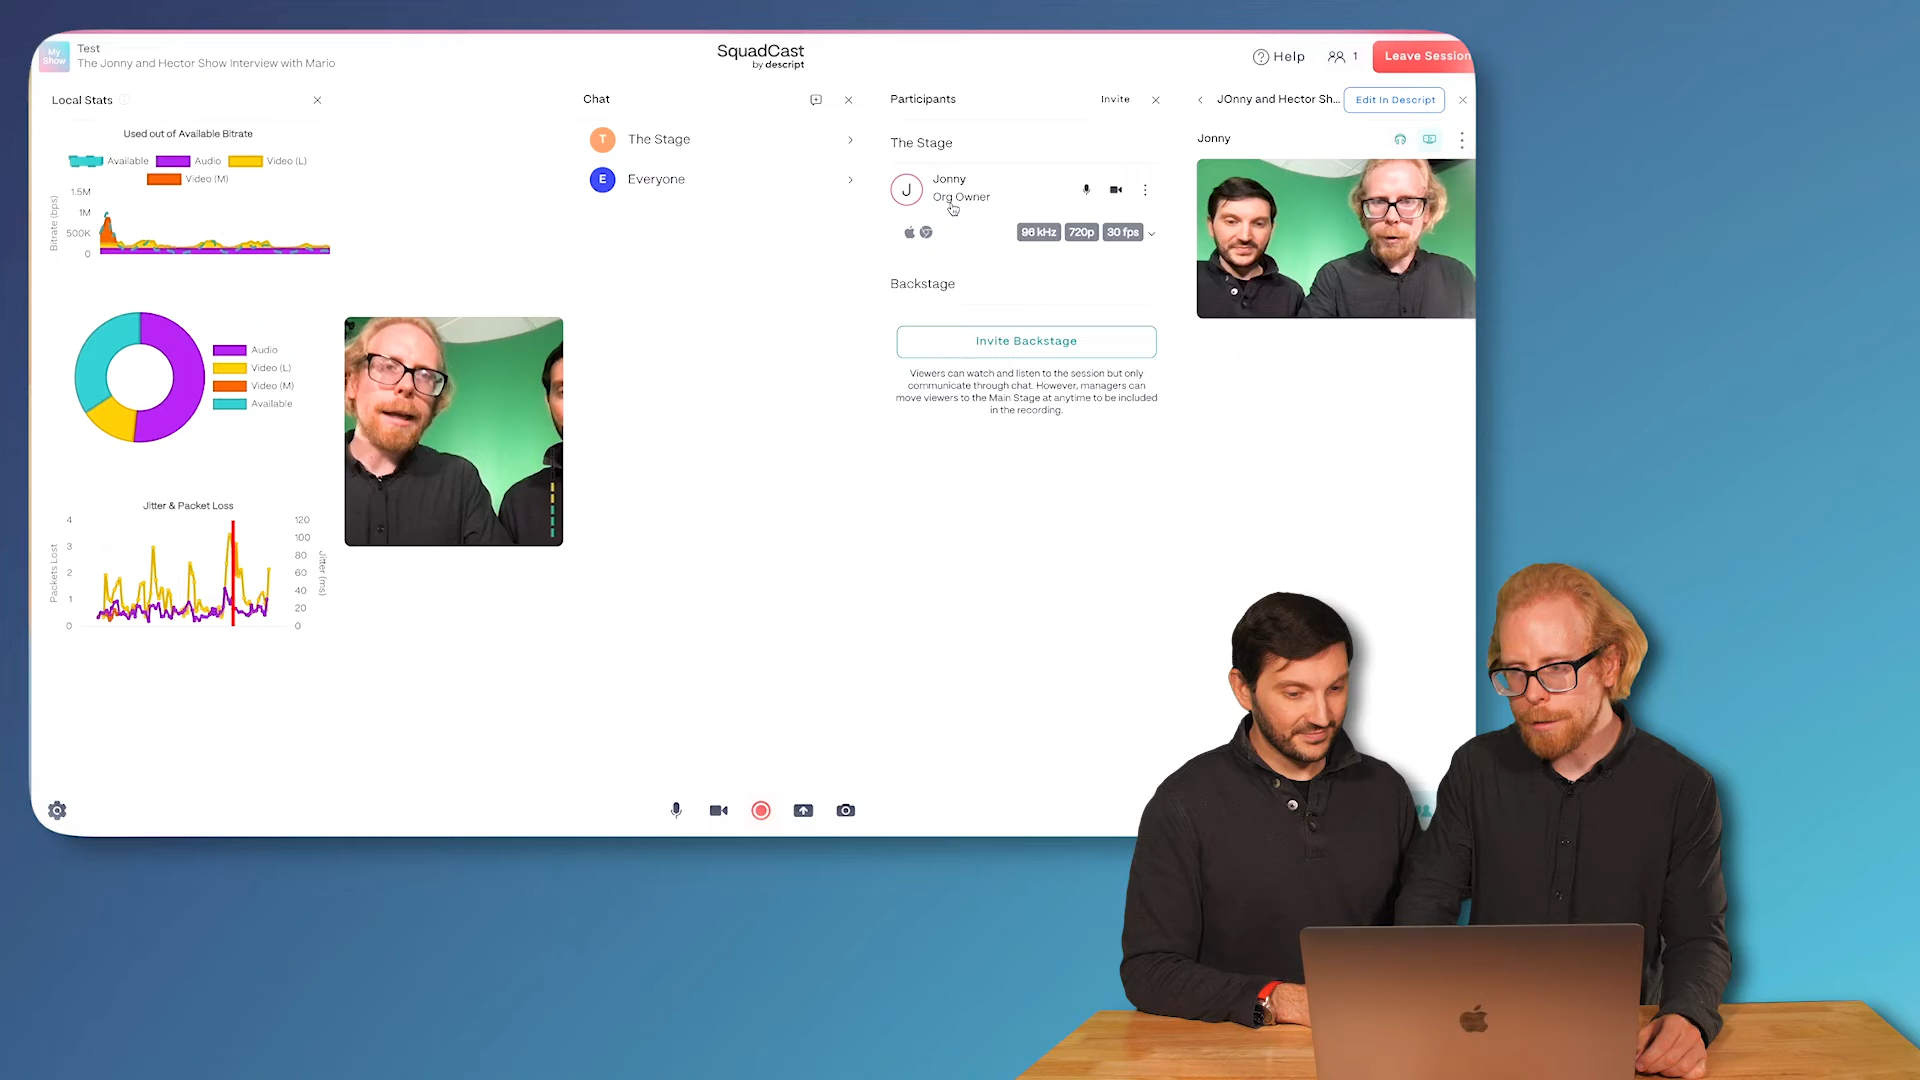 My
Show
Test
The Jonny and Hector Show Interview with Mario
SquadCast
by descript
Help
1
Leave Session
Local Stats
Used out of Available Bitrate
Available Audio Video (L)
Video (M)
Bitrate (bps)
1.5M
1M
500K
0
Audio
Video (L)
Video (M)
Available
Jitter & Packet Loss
Packets Lost
4
3
2
1
0
120
100
80
60
40
20
0
Jitter (ms)
Chat
T
The Stage
E
Everyone
Participants
Invite
The Stage
J
Jonny
Org Owner
96 kHz 720p 30 fps
Backstage
Invite Backstage
Viewers can watch and listen to the session but only
communicate through chat. However, managers can
move viewers to the Main Stage at anytime to be included
in the recording.
JOnny and Hector Sh...
Edit In Descript
Jonny